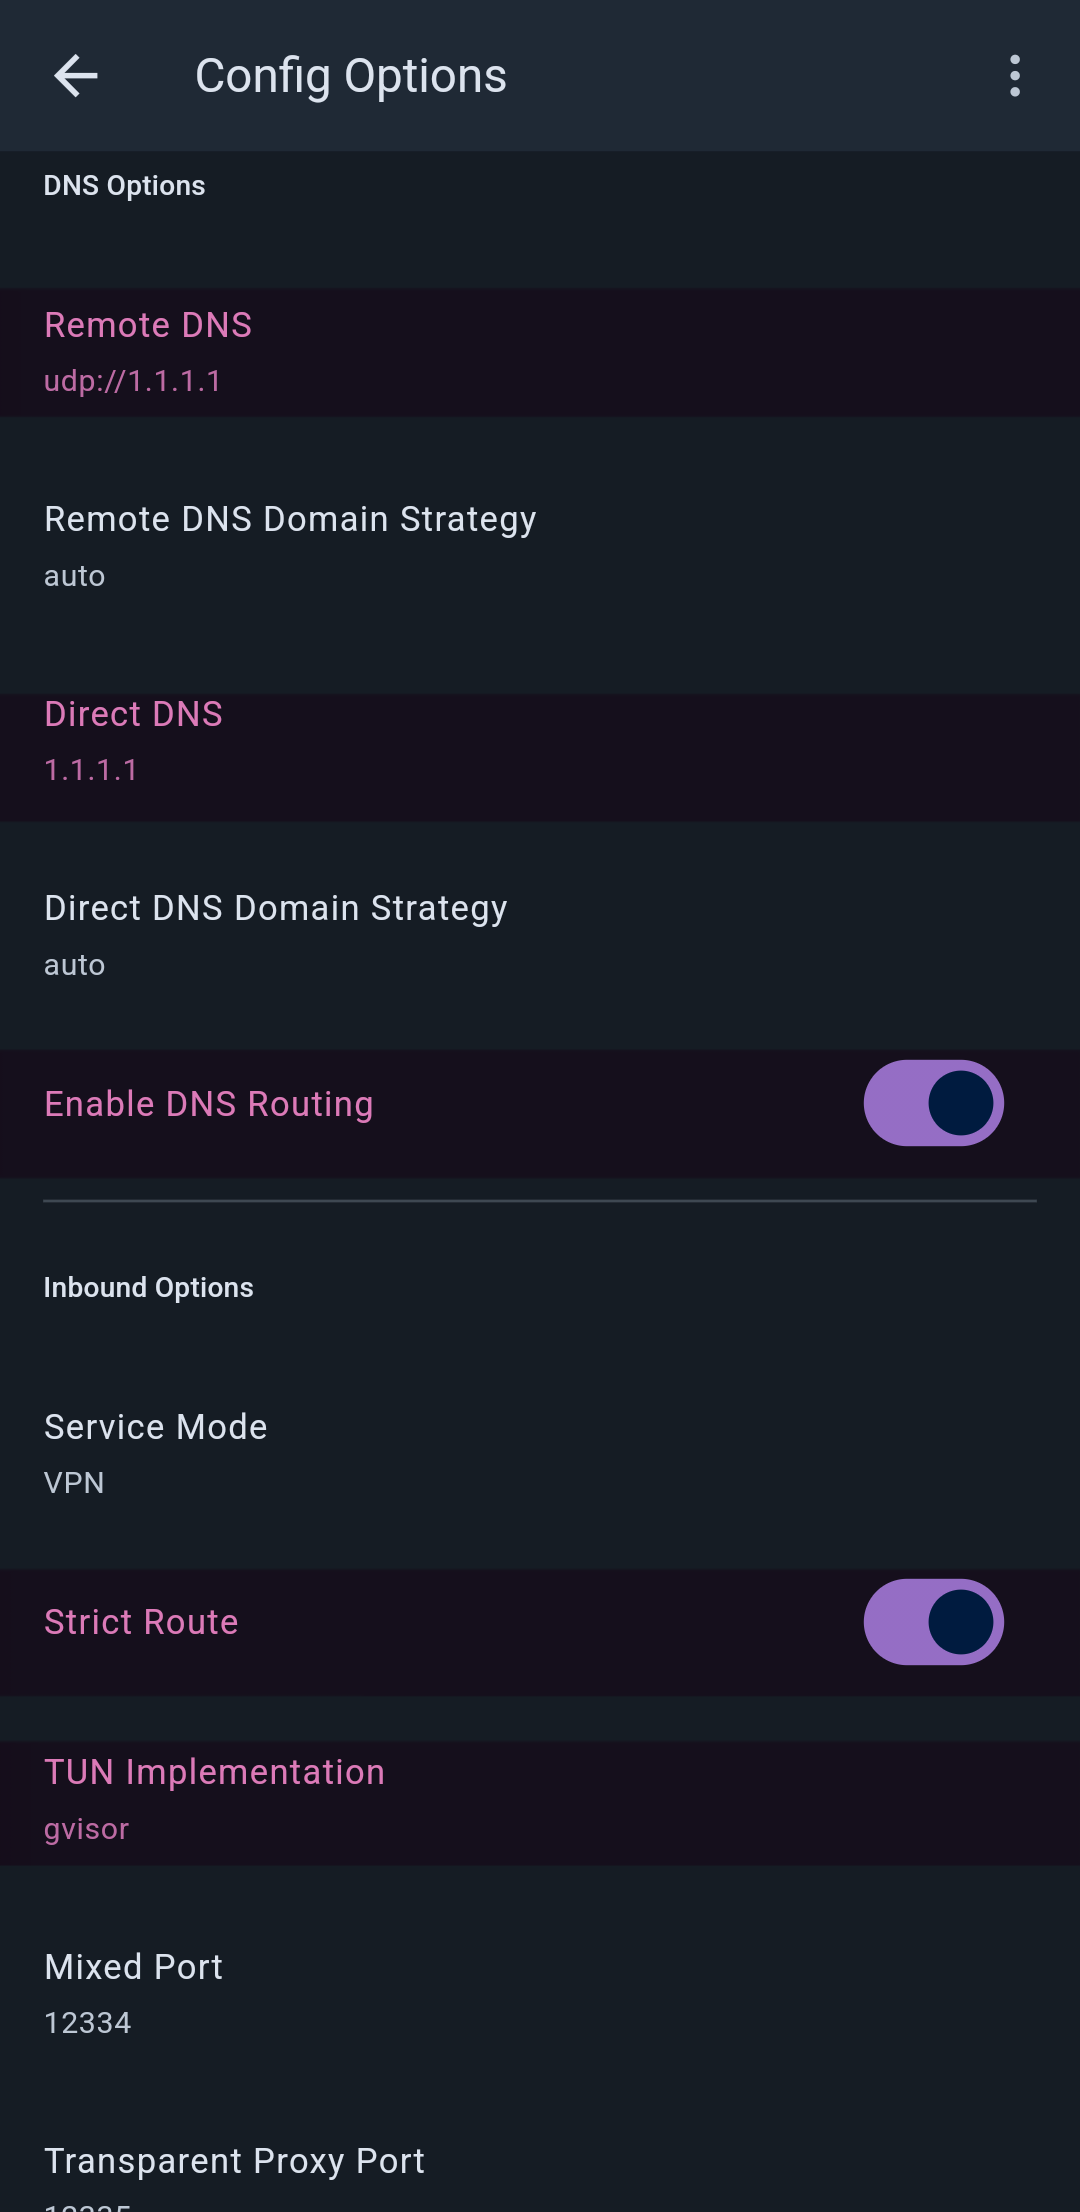 Config Options
DNS Options
Remote DNS
udp://1.1.1.1
Remote DNS Domain Strategy
auto
Direct DNS
1.1.1.1
Direct DNS Domain Strategy
auto
Enable DNS Routing
Inbound Options
Service Mode
VPN
Strict Route
TUN Implementation
gvisor
Mixed Port
12334
Transparent Proxy Port